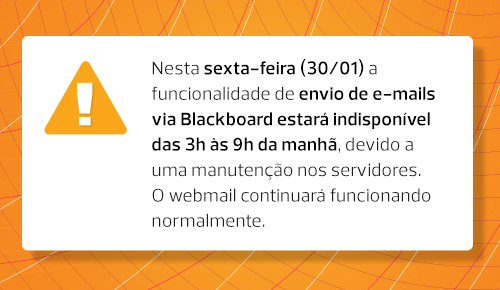 Nesta sexta-feira (30/01) a
funcionalidade de envio de e-mails
via Blackboard estará indisponível
das 3h às 9h da manhã, devido a
uma manutenção nos servidores.
O webmail continuará funcionando
normalmente.